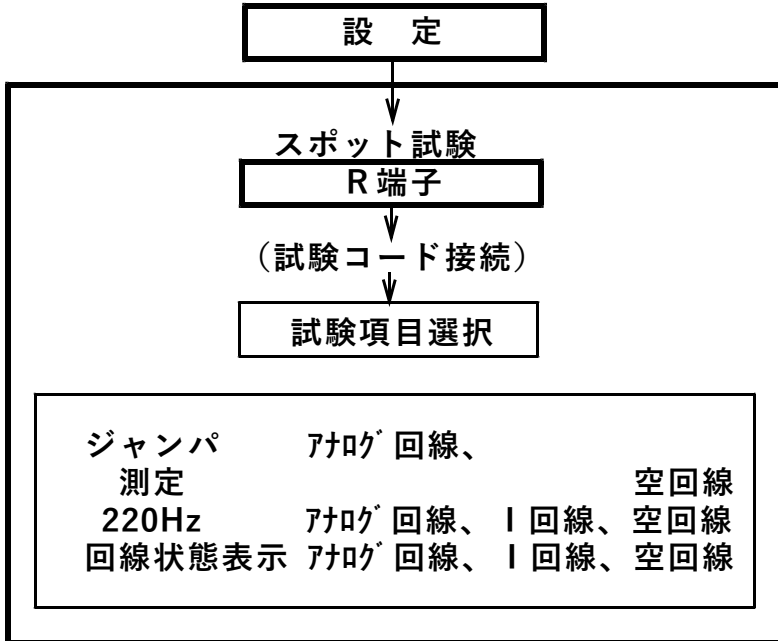 設　定
スポット試験
R端子
（試験コード接続）
試験項目選択
ジャンパ　ｱﾅﾛｸﾞ回線、
測定　空回線
220Hz　ｱﾅﾛｸﾞ回線、I回線、空回線
回線状態表示　ｱﾅﾛｸﾞ回線、I回線、空回線